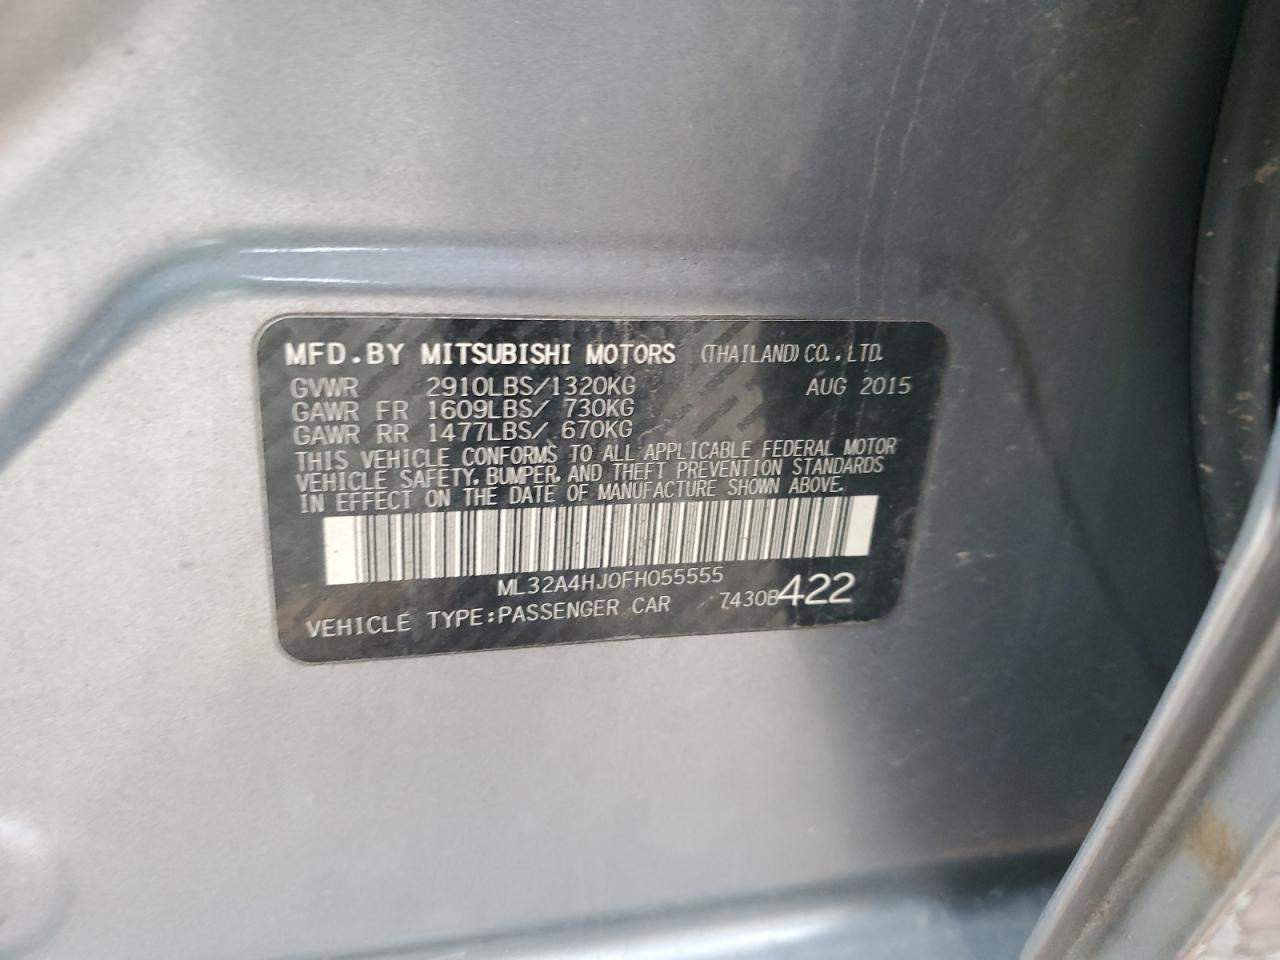 MFD.BY MITSUBISHI MOTORS (THAILAND) CO., LTD.
GVWR 2910LBS/1320KG AUG 2015
GAWR FR 1609LBS/ 730KG
GAWR RR 1477LBS/ 670KG
THIS VEHICLE CONFORMS TO ALL APPLICABLE FEDERAL MOTOR
VEHICLE SAFETY, BUMPER, AND THEFT PREVENTION STANDARDS
IN EFFECT ON THE DATE OF MANUFACTURE SHOWN ABOVE.
ML32A4HJ0FH055555
VEHICLE TYPE:PASSENGER CAR 7430B422